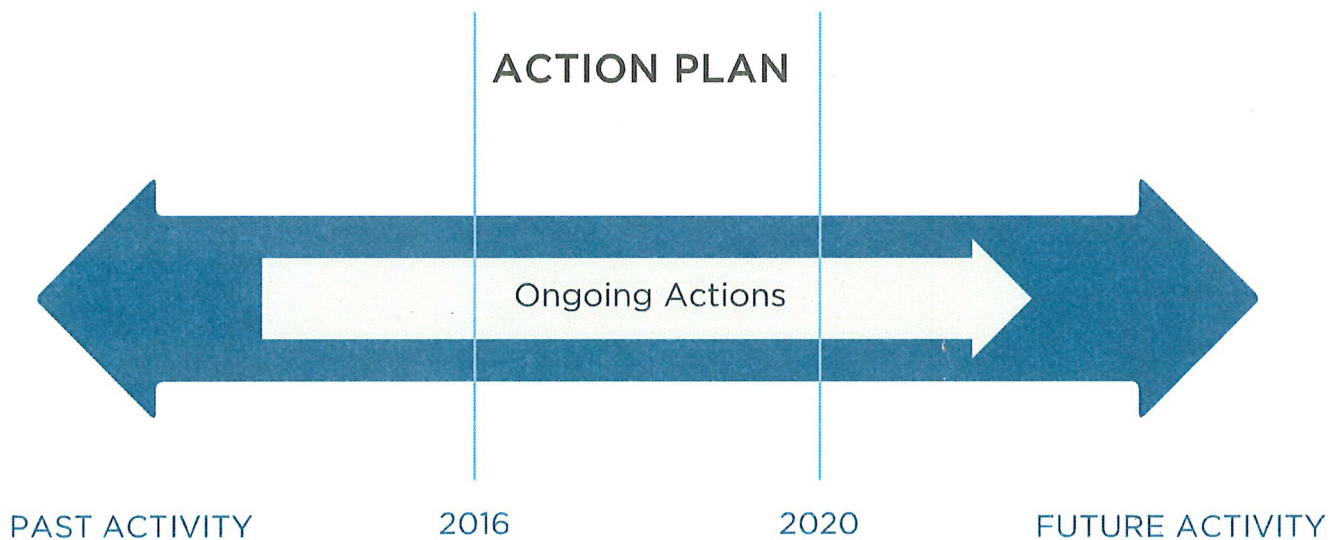 ACTION PLAN
Ongoing Actions
PAST ACTIVITY
2016
2020
FUTURE ACTIVITY